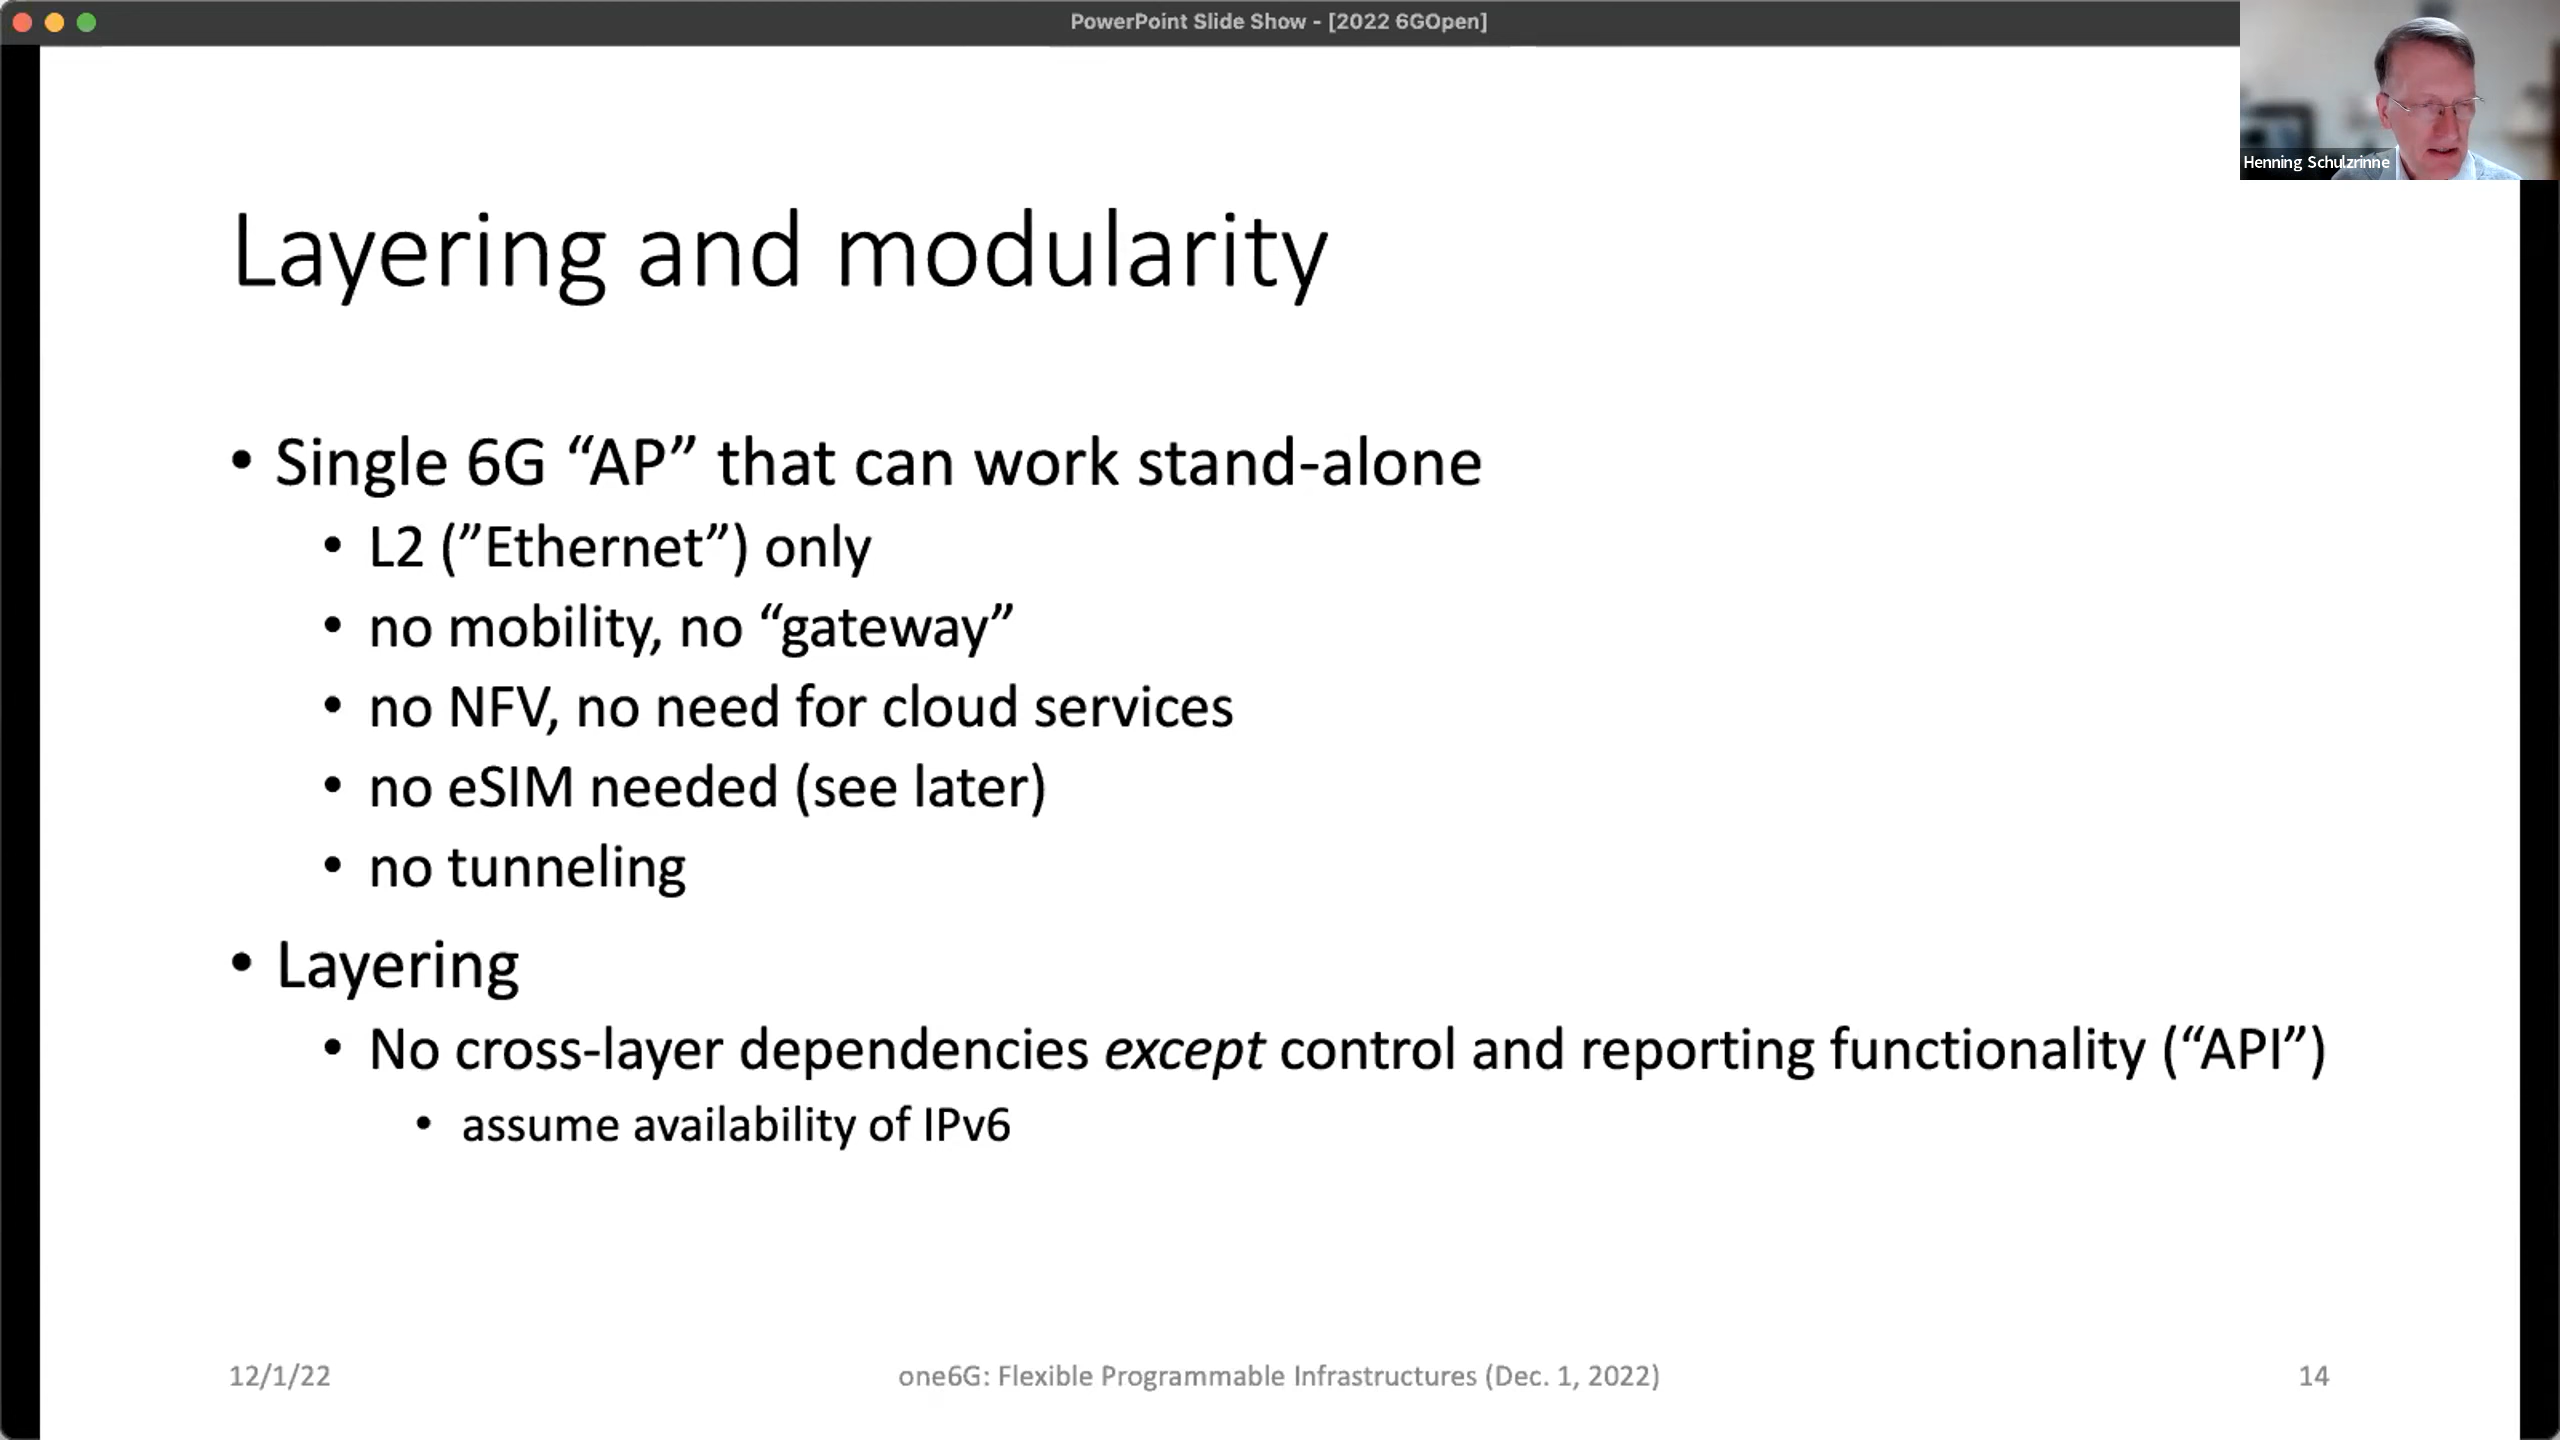 PowerPoint Slide Show - [2022 6GOpen]
Henning Schulzrinne
Layering and modularity
• Single 6G “AP” that can work stand-alone
• L2 (”Ethernet”) only
• no mobility, no “gateway”
• no NFV, no need for cloud services
• no eSIM needed (see later)
• no tunneling
• Layering
• No cross-layer dependencies except control and reporting functionality (“API”)
• assume availability of IPv6
12/1/22
one6G: Flexible Programmable Infrastructures (Dec. 1, 2022)
14